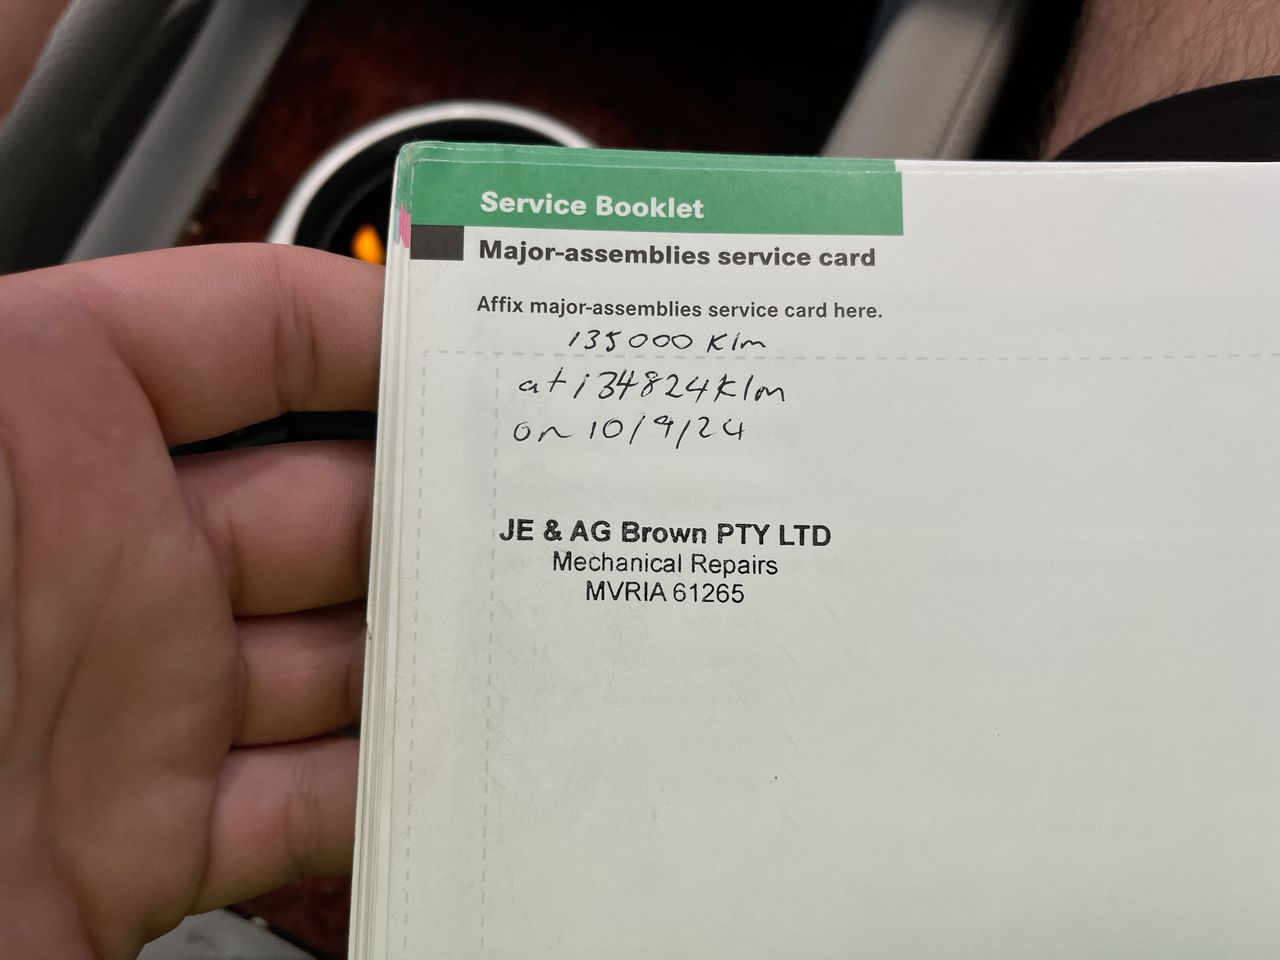 Service Booklet
Major-assemblies service card
Affix major-assemblies service card here.
135000 Klm
at 134824 Klm
on 10/9/24
JE & AG Brown PTY LTD
Mechanical Repairs
MVRIA 61265